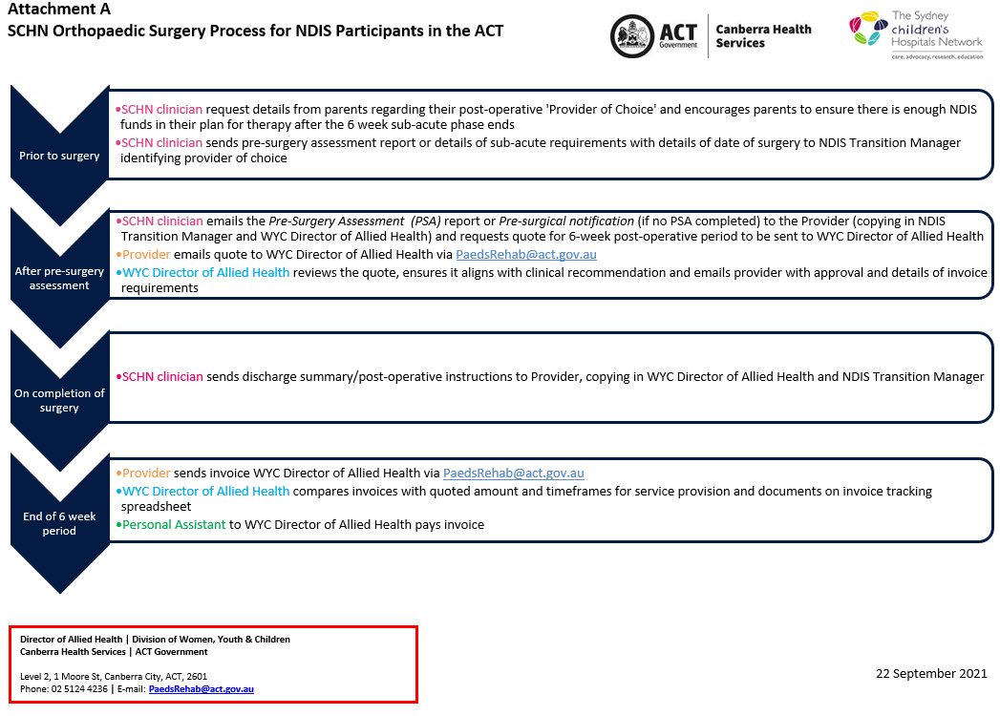 Attachment A
SCHN Orthopaedic Surgery Process for NDIS Participants in the ACT
ACT
Government
Canberra Health
Services
The Sydney
children's
Hospitals Network
care, advocacy, research, education
Prior to surgery
•SCHN clinician request details from parents regarding their post-operative 'Provider of Choice' and encourages parents to ensure there is enough NDIS
funds in their plan for therapy after the 6 week sub-acute phase ends
•SCHN clinician sends pre-surgery assessment report or details of sub-acute requirements with details of date of surgery to NDIS Transition Manager
identifying provider of choice
After pre-surgery
assessment
•SCHN clinician emails the Pre-Surgery Assessment (PSA) report or Pre-surgical notification (if no PSA completed) to the Provider (copying in NDIS
Transition Manager and WYC Director of Allied Health) and requests quote for 6-week post-operative period to be sent to WYC Director of Allied Health
•Provider emails quote to WYC Director of Allied Health via PaedsRehab@act.gov.au
•WYC Director of Allied Health reviews the quote, ensures it aligns with clinical recommendation and emails provider with approval and details of invoice
requirements
On completion of
surgery
•SCHN clinician sends discharge summary/post-operative instructions to Provider, copying in WYC Director of Allied Health and NDIS Transition Manager
End of 6 week
period
•Provider sends invoice WYC Director of Allied Health via PaedsRehab@act.gov.au
•WYC Director of Allied Health compares invoices with quoted amount and timeframes for service provision and documents on invoice tracking
spreadsheet
•Personal Assistant to WYC Director of Allied Health pays invoice
Director of Allied Health | Division of Women, Youth & Children
Canberra Health Services | ACT Government
Level 2, 1 Moore St, Canberra City, ACT, 2601
Phone: 02 5124 4236 | E-mail: PaedsRehab@act.gov.au
22 September 2021